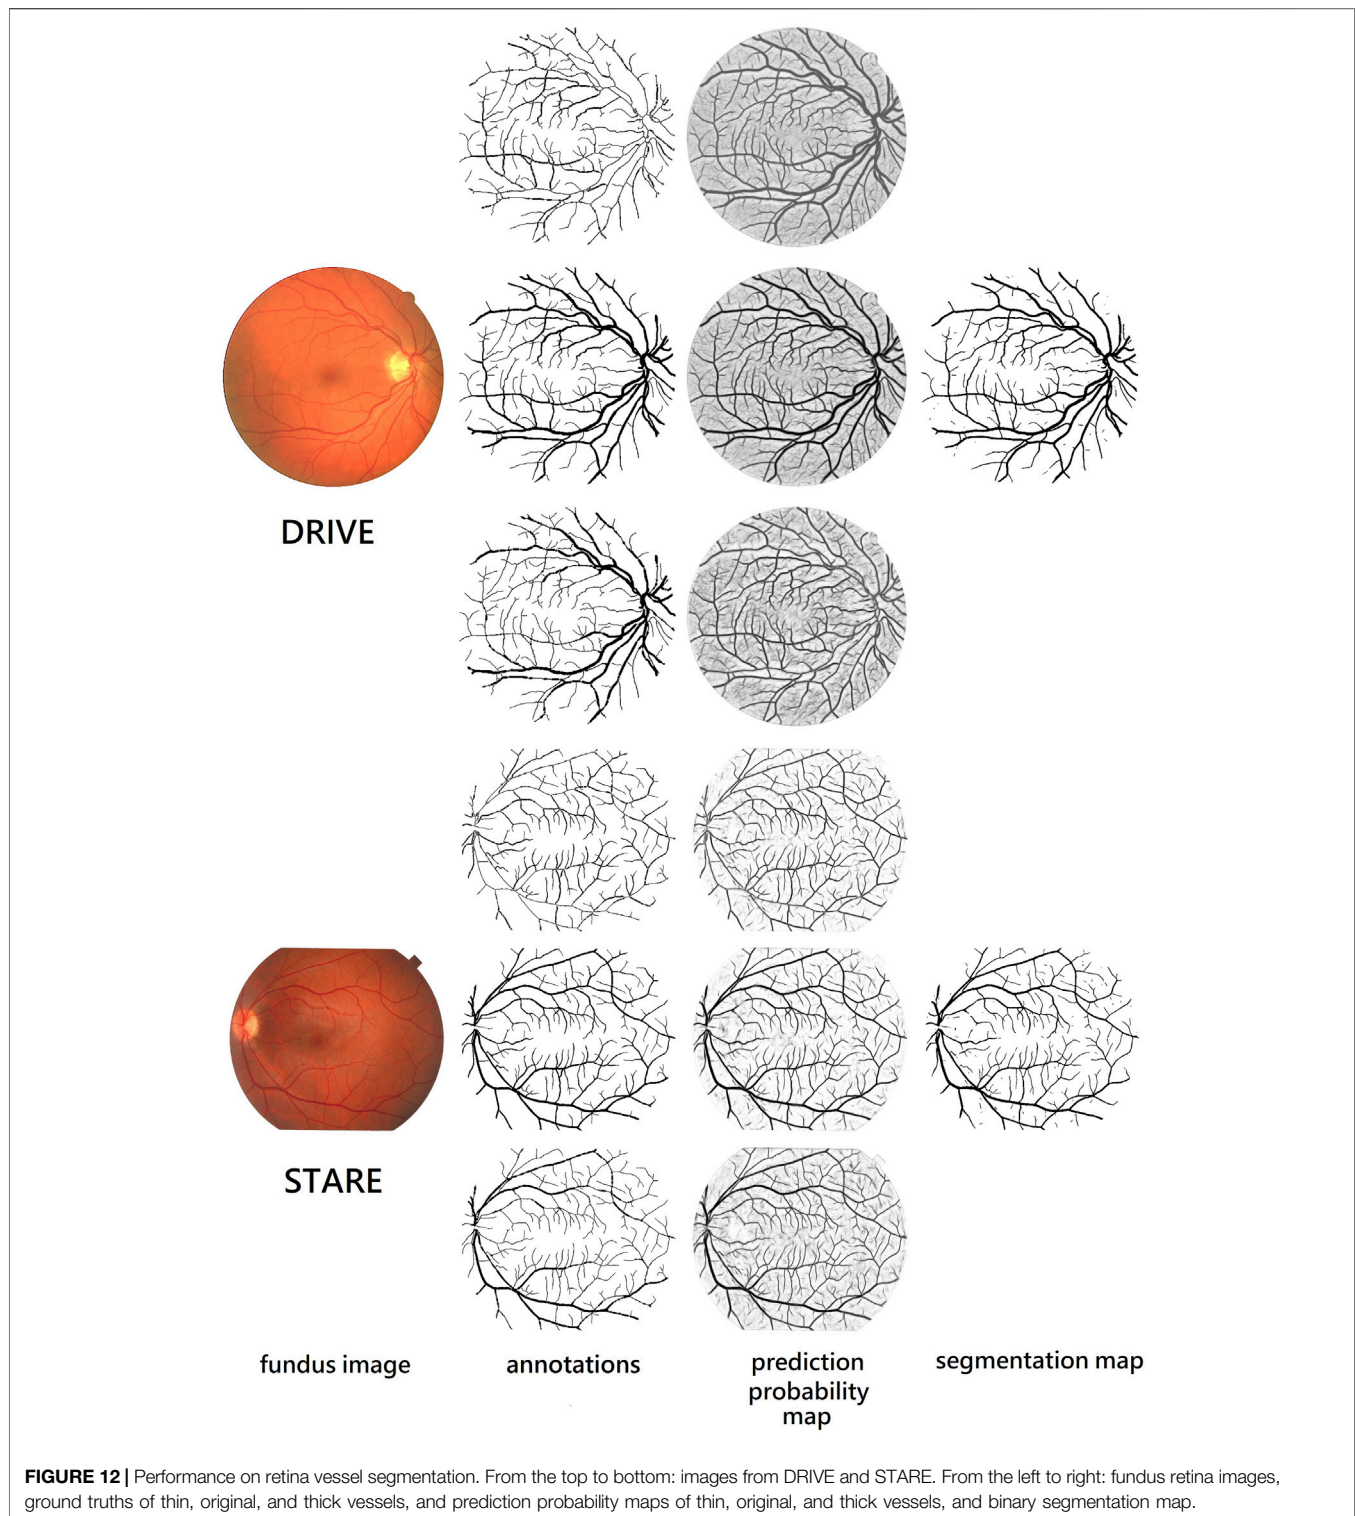 DRIVE
STARE
fundus image
annotations
prediction
probability
map
segmentation map
FIGURE 12 | Performance on retina vessel segmentation. From the top to bottom: images from DRIVE and STARE. From the left to right: fundus retina images,
ground truths of thin, original, and thick vessels, and prediction probability maps of thin, original, and thick vessels, and binary segmentation map.